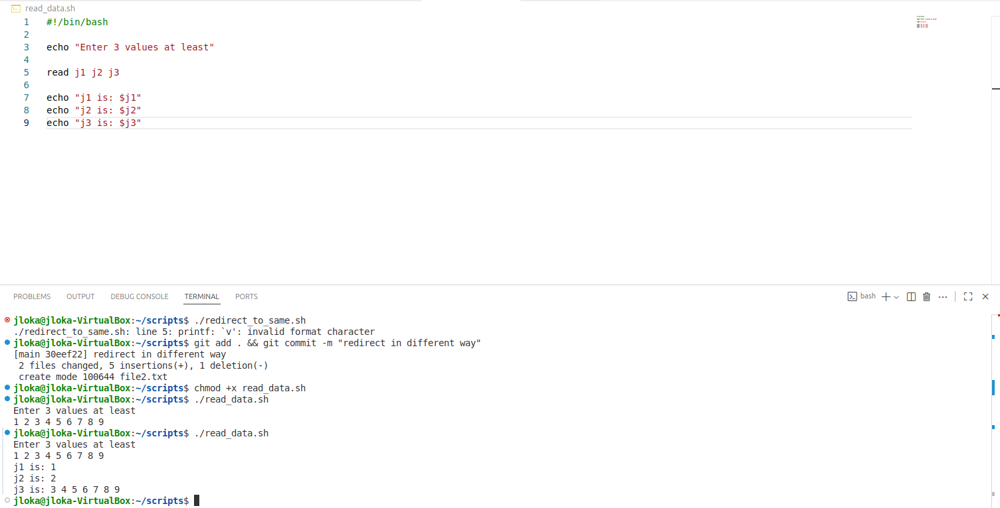 read_data.sh
1 #!/bin/bash
2
3 echo "Enter 3 values at least"
4
5 read j1 j2 j3
6
7 echo "j1 is: $j1"
8 echo "j2 is: $j2"
9 echo "j3 is: $j3"
PROBLEMS OUTPUT DEBUG CONSOLE TERMINAL PORTS bash
jloka@jloka-VirtualBox:~/scripts$ ./redirect_to_same.sh
./redirect_to_same.sh: line 5: printf: `v': invalid format character
jloka@jloka-VirtualBox:~/scripts$ git add . && git commit -m "redirect in different way"
[main 30eef22] redirect in different way
 2 files changed, 5 insertions(+), 1 deletion(-)
 create mode 100644 file2.txt
jloka@jloka-VirtualBox:~/scripts$ chmod +x read_data.sh
jloka@jloka-VirtualBox:~/scripts$ ./read_data.sh
Enter 3 values at least
1 2 3 4 5 6 7 8 9
jloka@jloka-VirtualBox:~/scripts$ ./read_data.sh
Enter 3 values at least
1 2 3 4 5 6 7 8 9
j1 is: 1
j2 is: 2
j3 is: 3 4 5 6 7 8 9
jloka@jloka-VirtualBox:~/scripts$